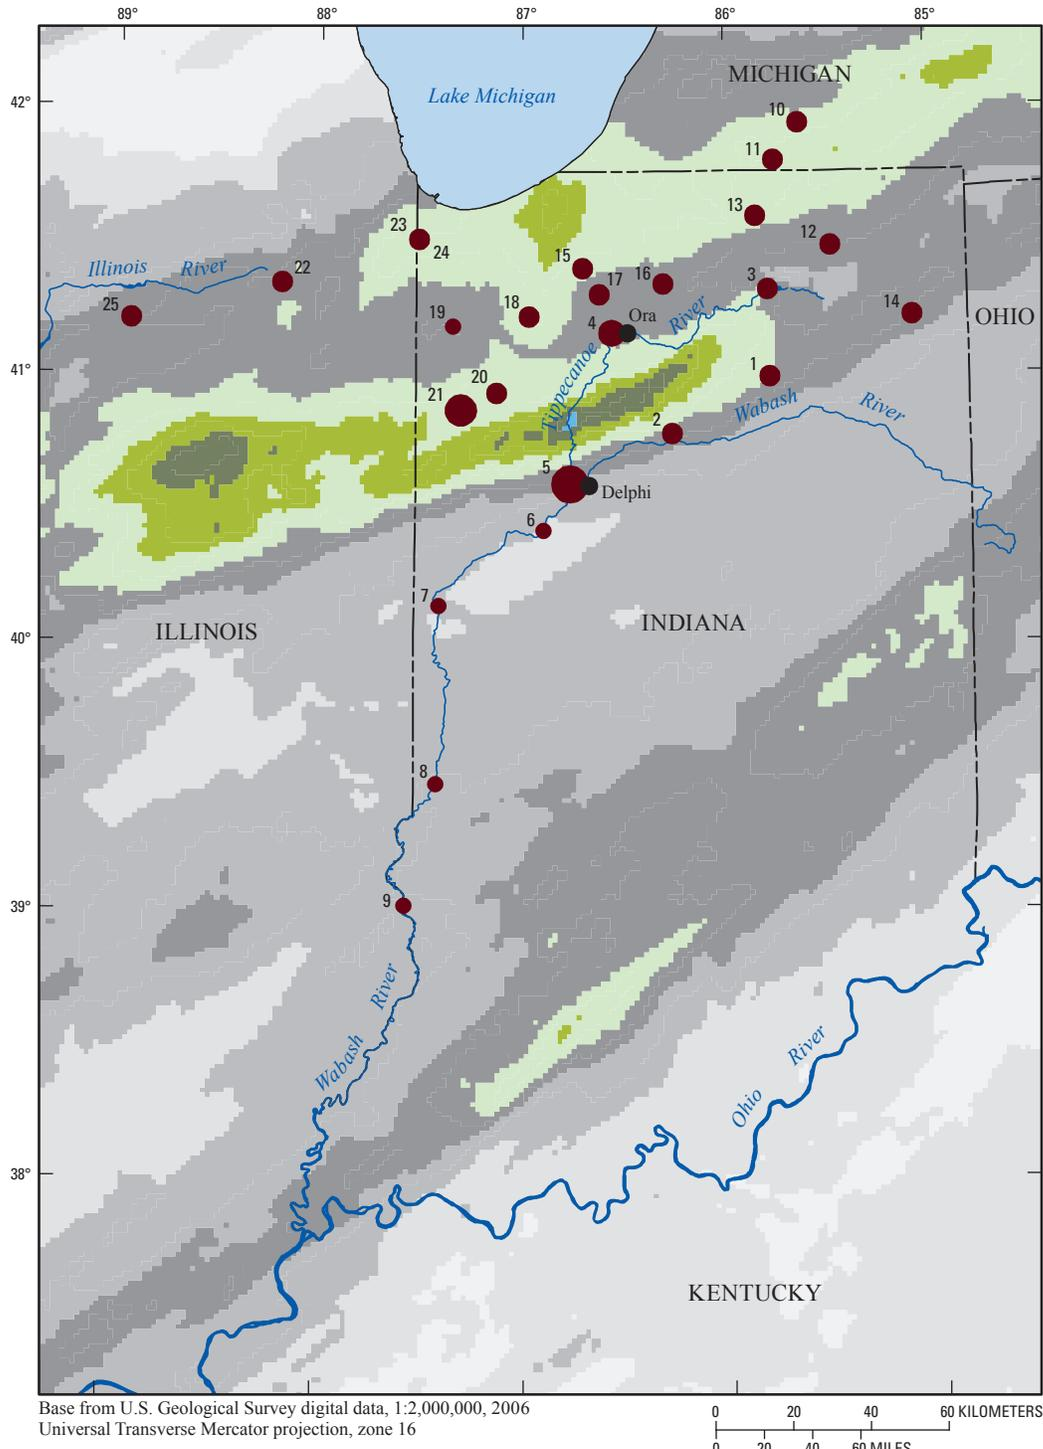 89° 88° 87° 86° 85°
MICHIGAN
Lake Michigan
42°
10
11
13
12
23
24
15
Illinois River
22
17
16
3
25
18
19
14
River
Ora
4
OHIO
41°
20
21
1
Tippecanoe
Wabash River
2
5
Delphi
6
7
40°
ILLINOIS
INDIANA
8
39°
9
River
Wabash
River
Ohio
38°
KENTUCKY
Base from U.S. Geological Survey digital data, 1:2,000,000, 2006
Universal Transverse Mercator projection, zone 16
0 20 40 60 KILOMETERS
0 20 40 60 MILES